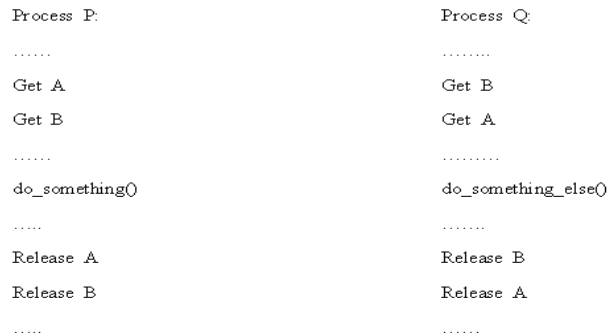 Process P:
......
Get A
Get B
......
do_something()
.....
Release A
Release B
.....
Process Q:
........
Get B
Get A
.........
do_something_else()
.......
Release B
Release A
......